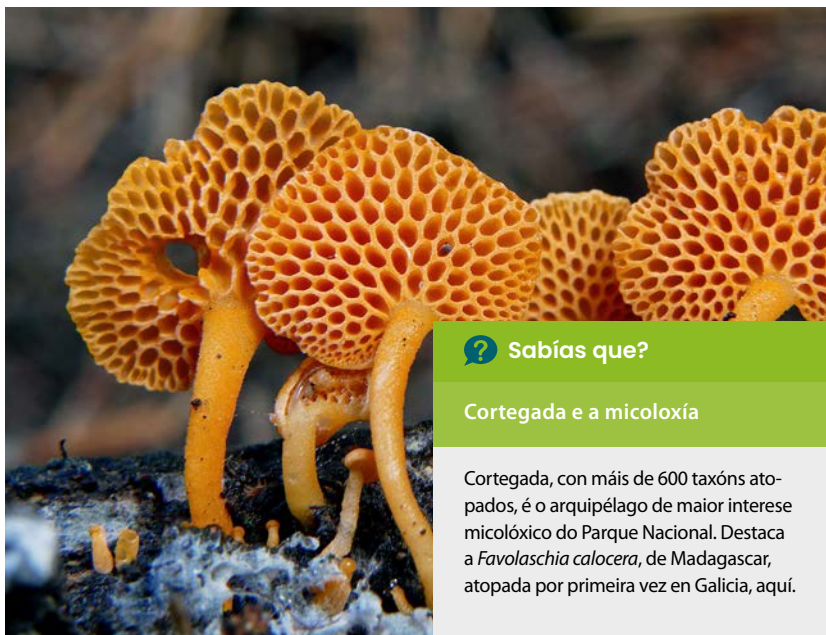 ? Sabías que?
Cortegada e a micoloxía
Cortegada, con máis de 600 taxóns ato-
pados, é o arquipélago de maior interese
micolóxico do Parque Nacional. Destaca
a Favolaschia calocera, de Madagascar,
atopada por primeira vez en Galicia, aquí.